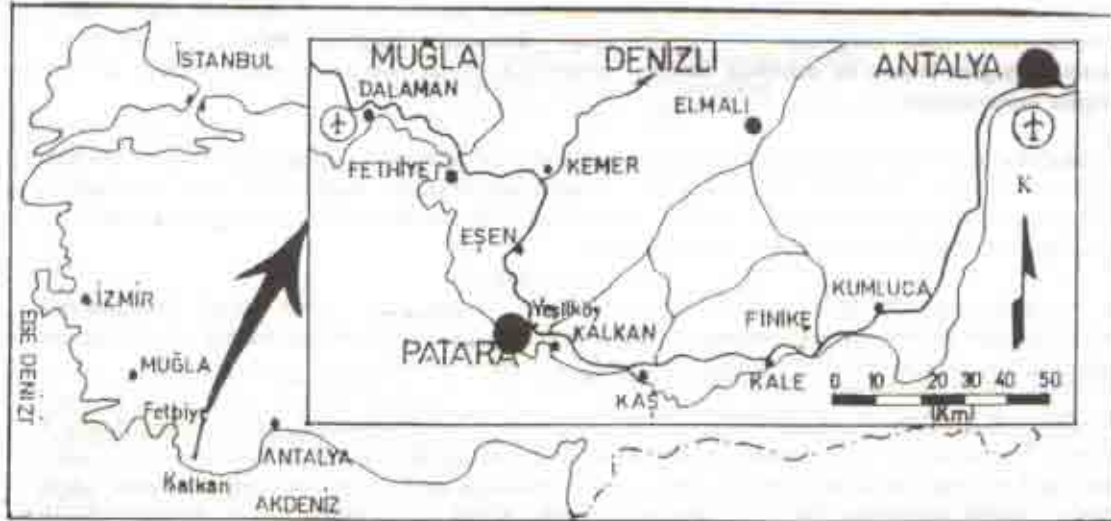 İSTANBUL
İZMİR
EGE DENİZİ
MUĞLA
Fethiye
Kalkan
ANTALYA
AKDENİZ
MUĞLA
DENİZLİ
ANTALYA
DALAMAN
ELMALI
FETHİYE
KEMER
K
EŞEN
Yeşilköy
KALKAN
PATARA
KUMLUCA
FİNİKE
KAŞ
KALE
0 10 20 30 40 50
(Km)